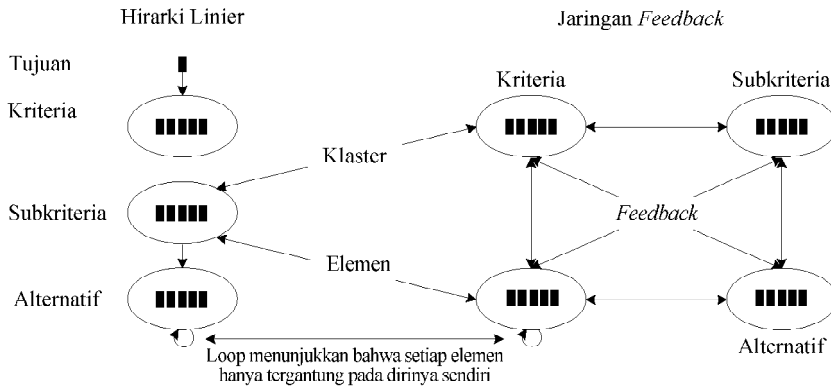 Hirarki Linier
Jaringan Feedback
Tujuan
Kriteria
Kriteria
Subkriteria
Klaster
Subkriteria
Feedback
Elemen
Alternatif
Alternatif
Loop menunjukkan bahwa setiap elemen
hanya tergantung pada dirinya sendiri